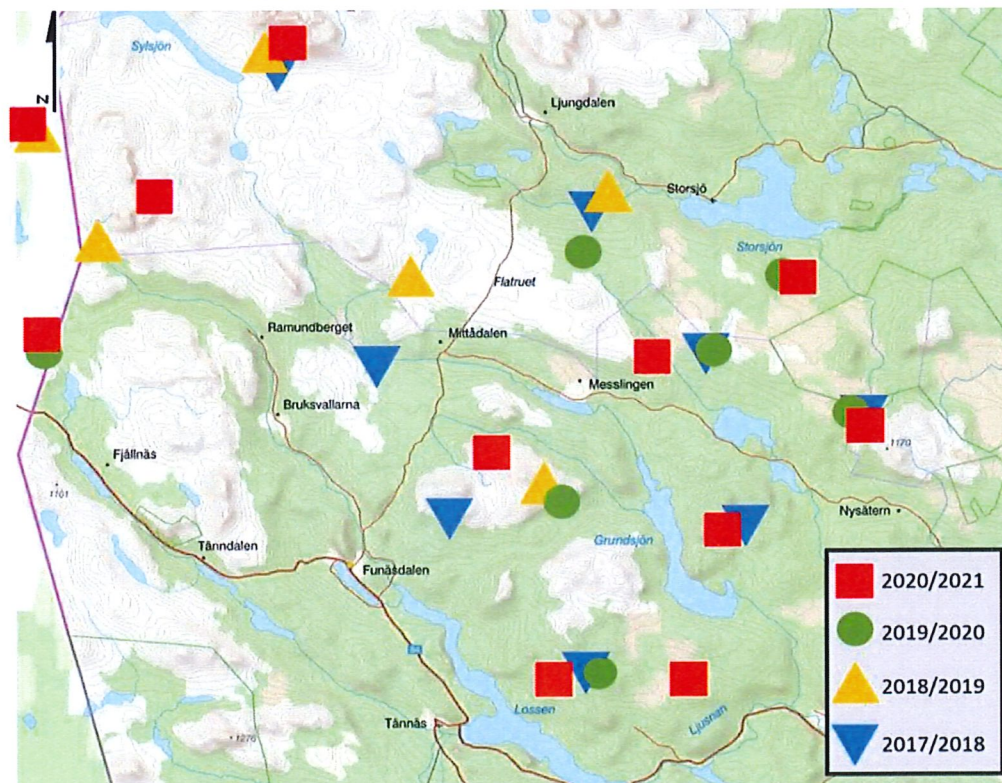 Sylsjön
N
Ljungdalen
Storsjö
Storsjön
Flatruet
Ramundberget
Mittådalen
Messlingen
Bruksvallarna
Fjällnäs
1170
1161
Nysätern
Tänndalen
Grundsjön
Funäsdalen
2020/2021
2019/2020
2018/2019
2017/2018
Lossen
Ljusnan
Tännäs
1276